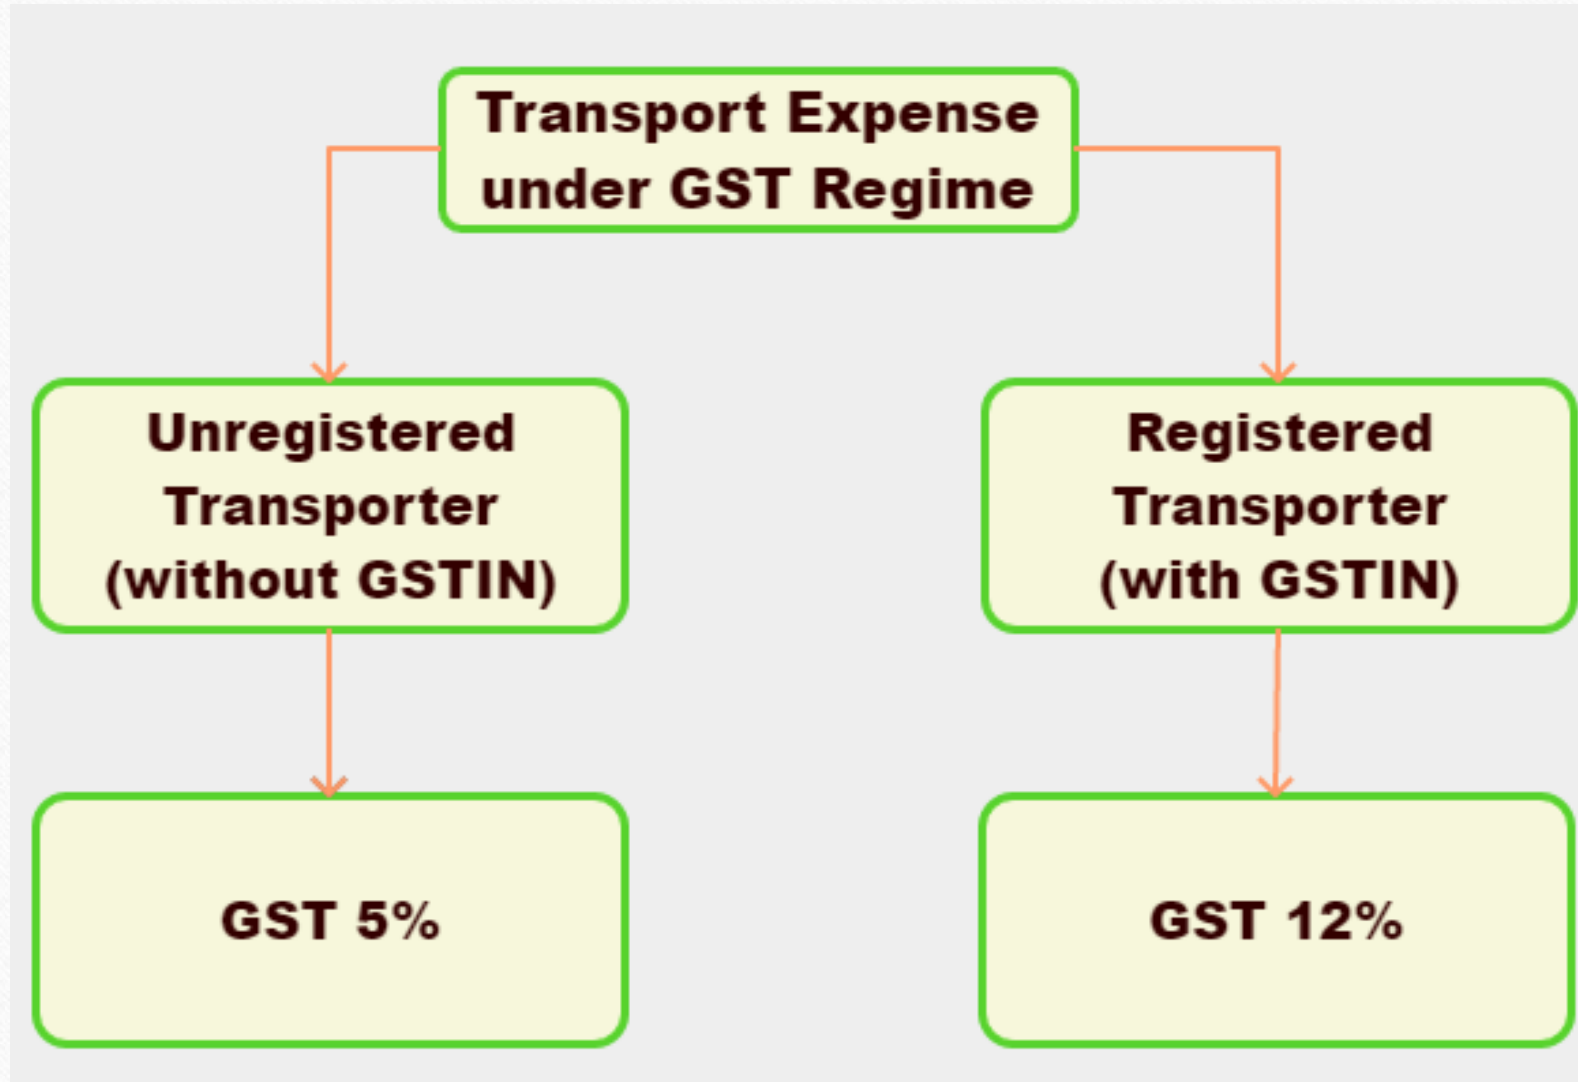 Transport Expense
under GST Regime
Unregistered
Transporter
(without GSTIN)
Registered
Transporter
(with GSTIN)
GST 5%
GST 12%